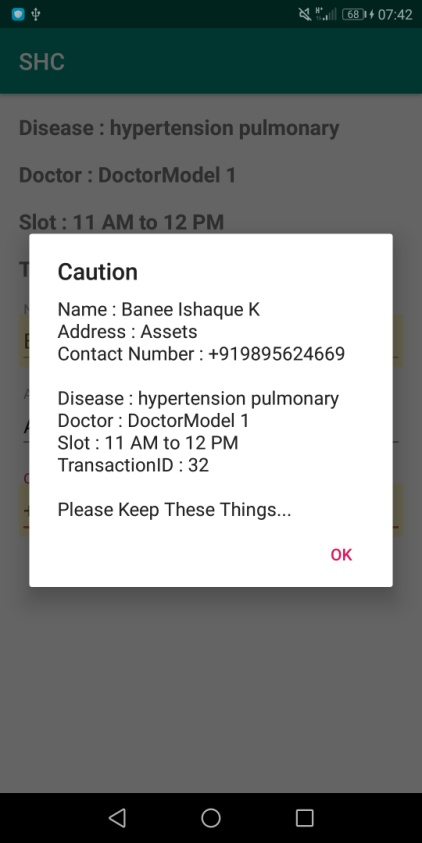 68 07:42
SHC
Disease : hypertension pulmonary
Doctor : DoctorModel 1
Slot : 11 AM to 12 PM
Caution
Name : Banee Ishaque K
Address : Assets
Contact Number : +919895624669
Disease : hypertension pulmonary
Doctor : DoctorModel 1
Slot : 11 AM to 12 PM
TransactionID : 32
Please Keep These Things...
OK